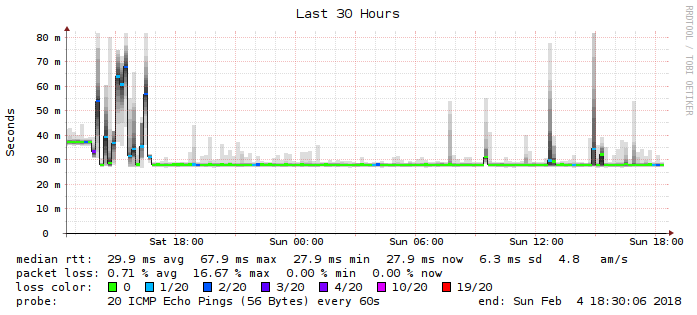 Last 30 Hours
RRDTOOL / TOBI OETIKER
Seconds
80 m
70 m
60 m
50 m
40 m
30 m
20 m
10 m
0
Sat 18:00 Sun 00:00 Sun 06:00 Sun 12:00 Sun 18:00
median rtt: 29.9 ms avg 67.9 ms max 27.9 ms min 27.9 ms now 6.3 ms sd 4.8 am/s
packet loss: 0.71 % avg 16.67 % max 0.00 % min 0.00 % now
loss color: 0 1/20 2/20 3/20 4/20 10/20 19/20
probe: 20 ICMP Echo Pings (56 Bytes) every 60s end: Sun Feb 4 18:30:06 2018